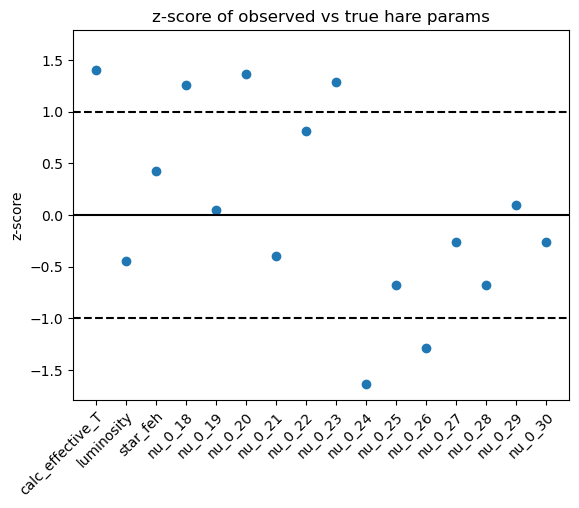 z-score of observed vs true hare params
z-score
1.5
1.0
0.5
0.0
−0.5
−1.0
−1.5
calc_effective_T
luminosity
star_feh
nu_0_18
nu_0_19
nu_0_20
nu_0_21
nu_0_22
nu_0_23
nu_0_24
nu_0_25
nu_0_26
nu_0_27
nu_0_28
nu_0_29
nu_0_30